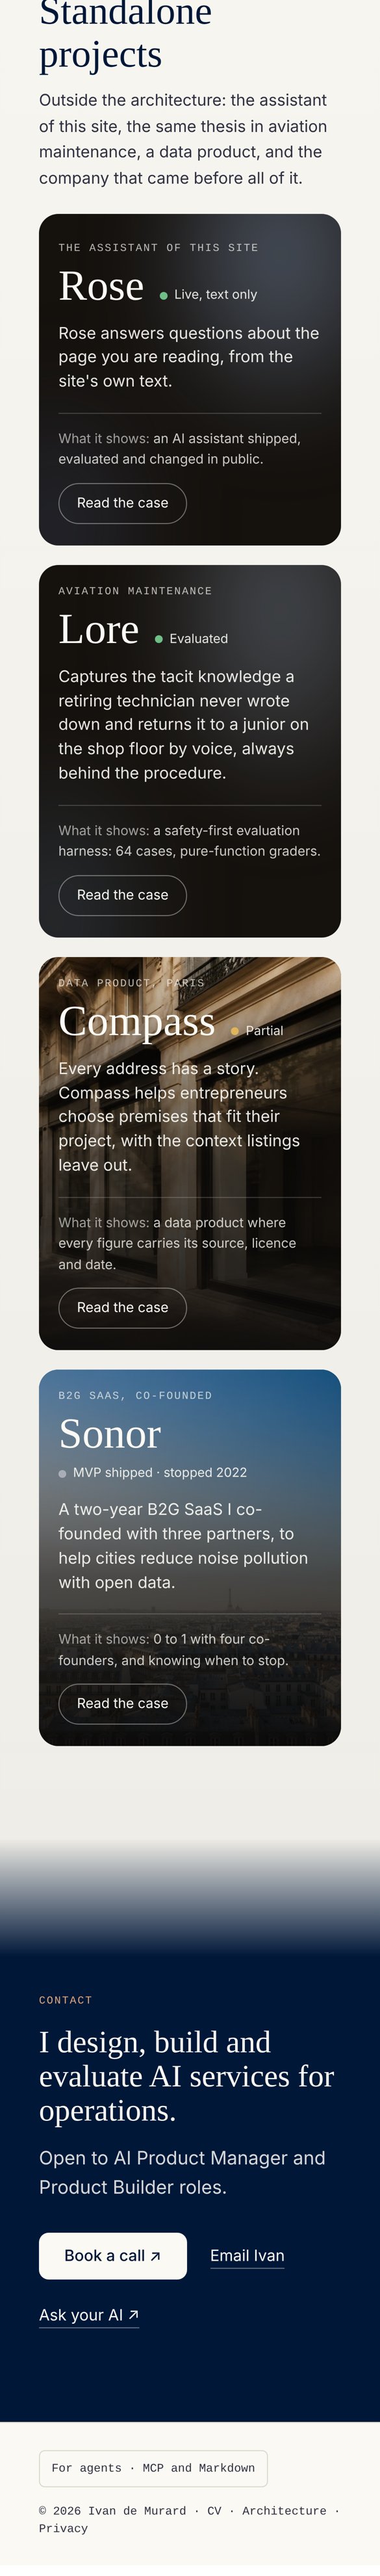 Standalone
projects
Outside the architecture: the assistant
of this site, the same thesis in aviation
maintenance, a data product, and the
company that came before all of it.
THE ASSISTANT OF THIS SITE
Rose
Live, text only
Rose answers questions about the
page you are reading, from the
site's own text.
What it shows: an AI assistant shipped,
evaluated and changed in public.
Read the case
AVIATION MAINTENANCE
Lore
Evaluated
Captures the tacit knowledge a
retiring technician never wrote
down and returns it to a junior on
the shop floor by voice, always
behind the procedure.
What it shows: a safety-first evaluation
harness: 64 cases, pure-function graders.
Read the case
DATA PRODUCT, PARIS
Compass
Partial
Every address has a story.
Compass helps entrepreneurs
choose premises that fit their
project, with the context listings
leave out.
What it shows: a data product where
every figure carries its source, licence
and date.
Read the case
B2G SAAS, CO-FOUNDED
Sonor
MVP shipped · stopped 2022
A two-year B2G SaaS I co-
founded with three partners, to
help cities reduce noise pollution
with open data.
What it shows: 0 to 1 with four co-
founders, and knowing when to stop.
Read the case
CONTACT
I design, build and
evaluate AI services for
operations.
Open to AI Product Manager and
Product Builder roles.
Book a call ↗
Email Ivan
Ask your AI ↗
For agents · MCP and Markdown
© 2026 Ivan de Murard · CV · Architecture ·
Privacy